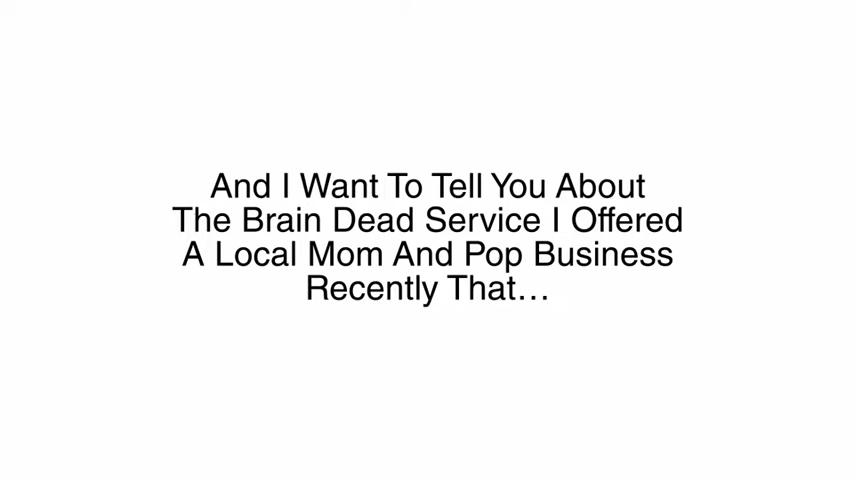 And I Want To Tell You About
The Brain Dead Service I Offered
A Local Mom And Pop Business
Recently That…